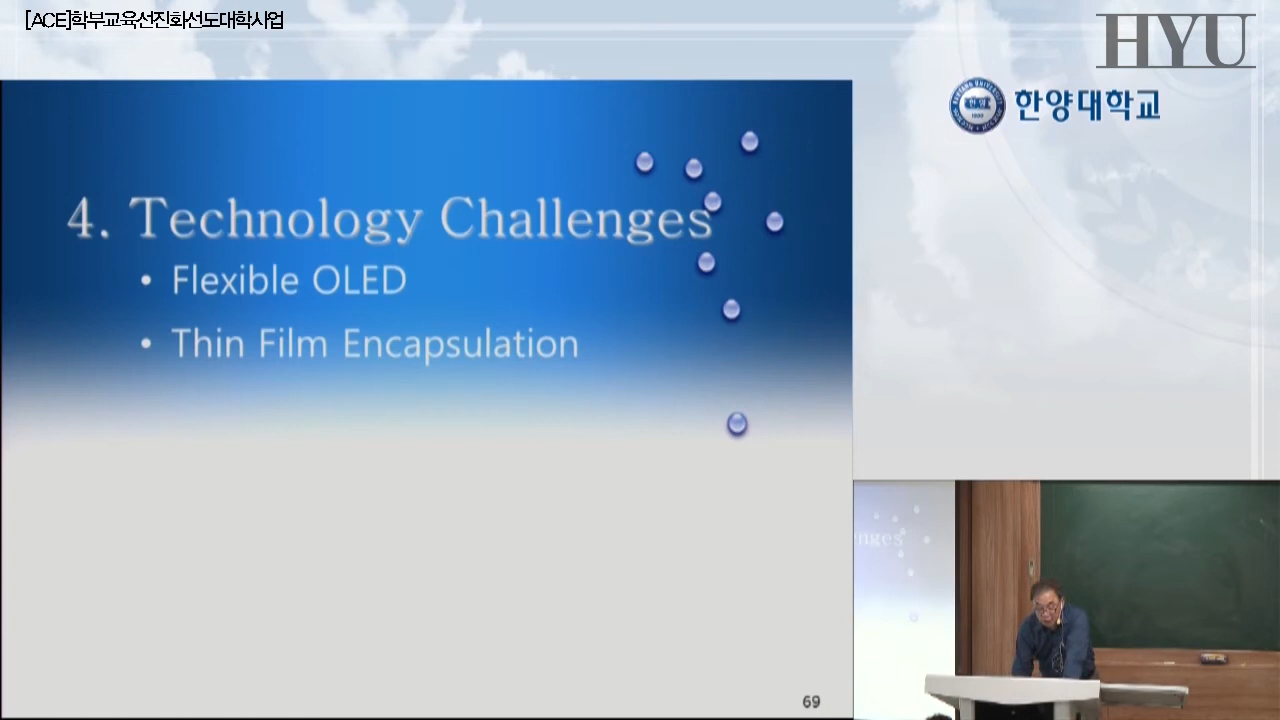 [ACE]학부교육선진화선도대학사업
HYU
한양대학교
4. Technology Challenges
• Flexible OLED
• Thin Film Encapsulation
69
nges